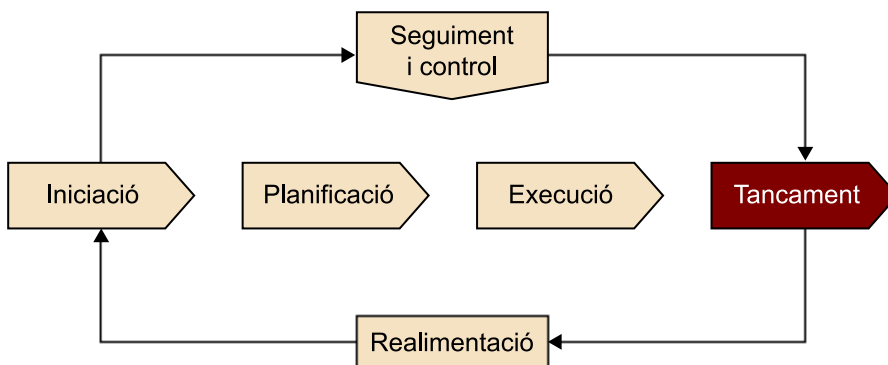 Seguiment
i control
Iniciació
Planificació
Execució
Tancament
Realimentació